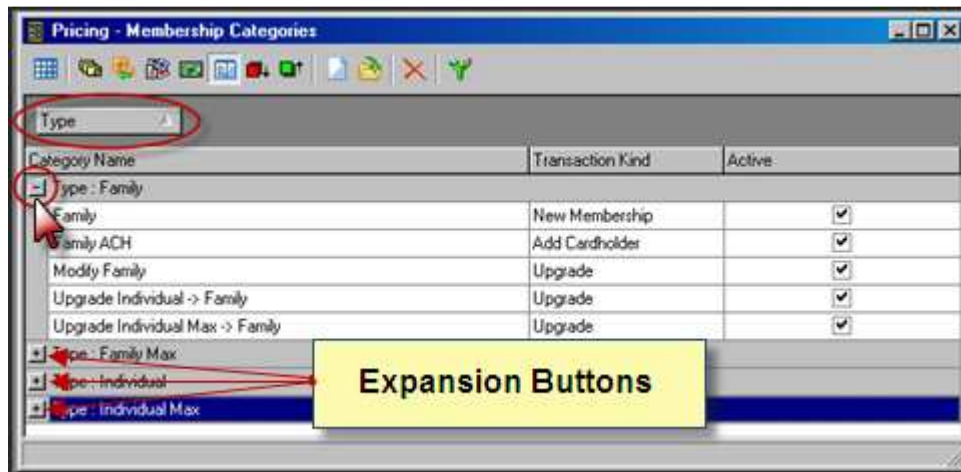 Pricing - Membership Categories
Type
Category Name Transaction Kind Active
Type : Family
Family New Membership
Family ACH Add Cardholder
Modify Family Upgrade
Upgrade Individual -> Family Upgrade
Upgrade Individual Max -> Family Upgrade
Type : Family Max
Type : Individual
Type : Individual Max
Expansion Buttons